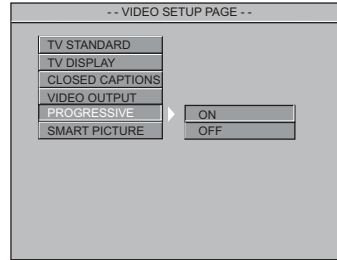 - - VIDEO SETUP PAGE - -
TV STANDARD
TV DISPLAY
CLOSED CAPTIONS
VIDEO OUTPUT
PROGRESSIVE
ON
SMART PICTURE
OFF